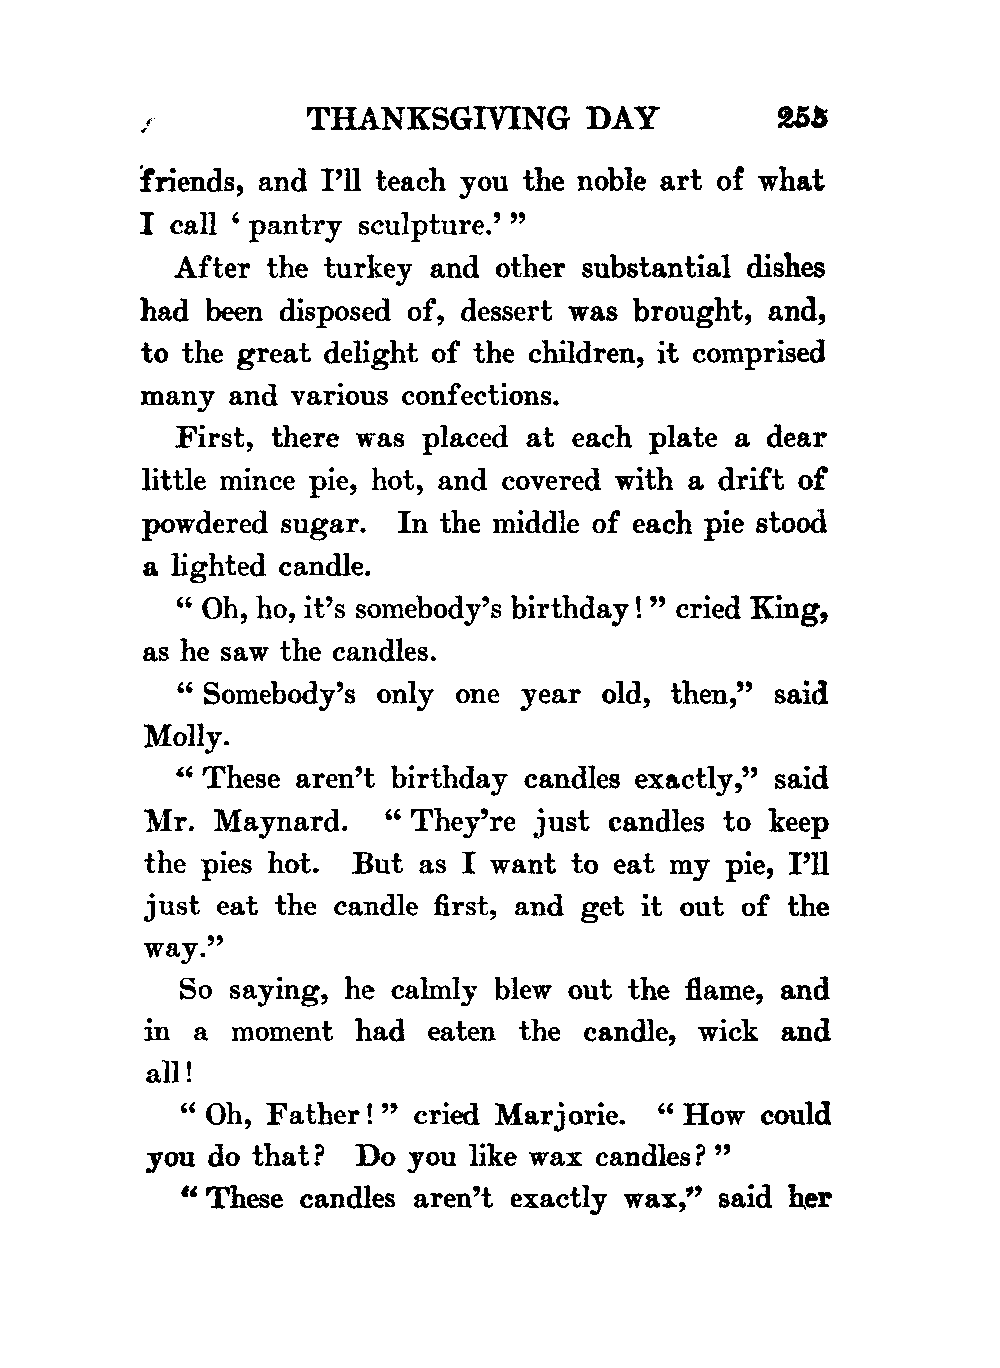 THANKSGIVING DAY 255
friends, and I'll teach you the noble art of what
I call ‘ pantry sculpture.’ ”
After the turkey and other substantial dishes
had been disposed of, dessert was brought, and,
to the great delight of the children, it comprised
many and various confections.
First, there was placed at each plate a dear
little mince pie, hot, and covered with a drift of
powdered sugar. In the middle of each pie stood
a lighted candle.
“ Oh, ho, it's somebody's birthday! ” cried King,
as he saw the candles.
“ Somebody's only one year old, then,” said
Molly.
“ These aren't birthday candles exactly,” said
Mr. Maynard. “ They're just candles to keep
the pies hot. But as I want to eat my pie, I'll
just eat the candle first, and get it out of the
way.”
So saying, he calmly blew out the flame, and
in a moment had eaten the candle, wick and
all!
“ Oh, Father! ” cried Marjorie. “ How could
you do that? Do you like wax candles? ”
“ These candles aren't exactly wax,” said her